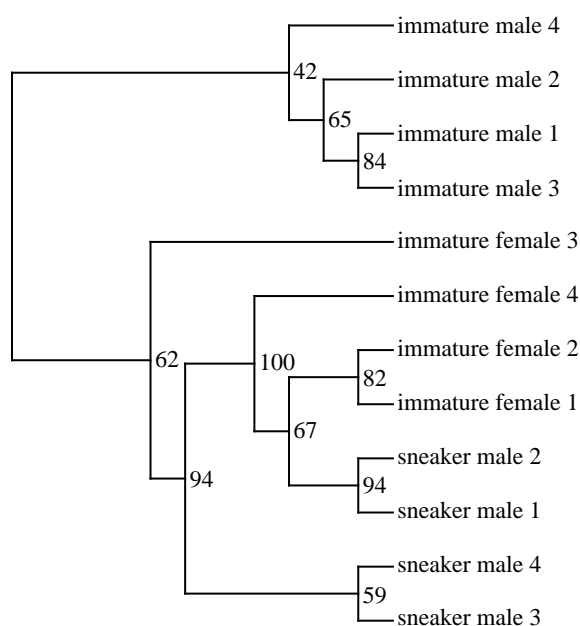 immature male 4
42
immature male 2
65
immature male 1
84
immature male 3
immature female 3
immature female 4
62
100
immature female 2
82
immature female 1
67
sneaker male 2
94
94
sneaker male 1
sneaker male 4
59
sneaker male 3